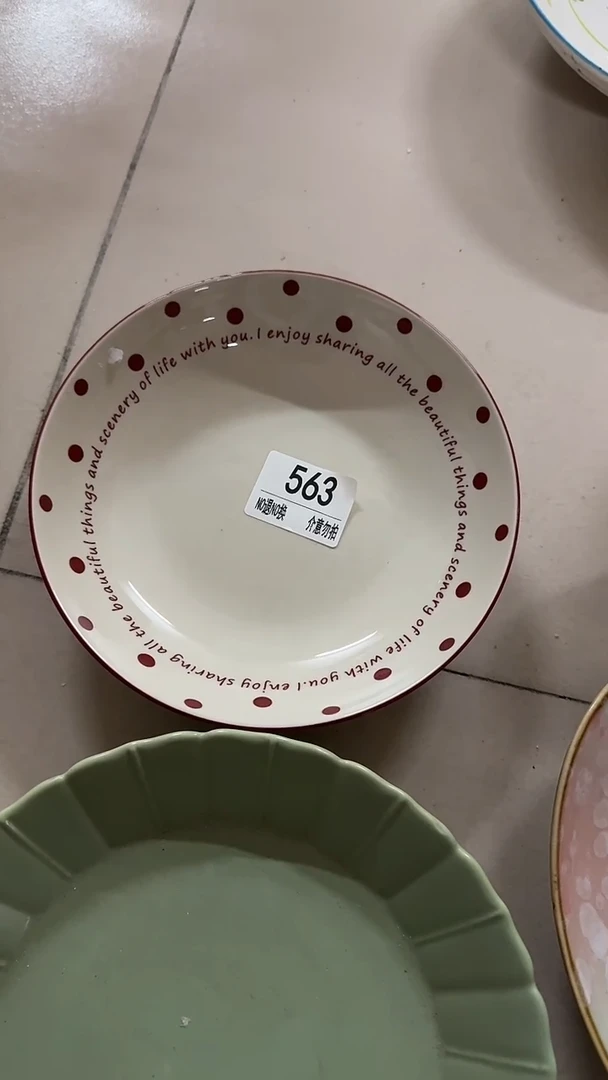 I enjoy sharing all the beautiful things and scenery of life with you.
I enjoy sharing all the beautiful things and scenery of life with you.
563
NO退NO换 介意勿拍